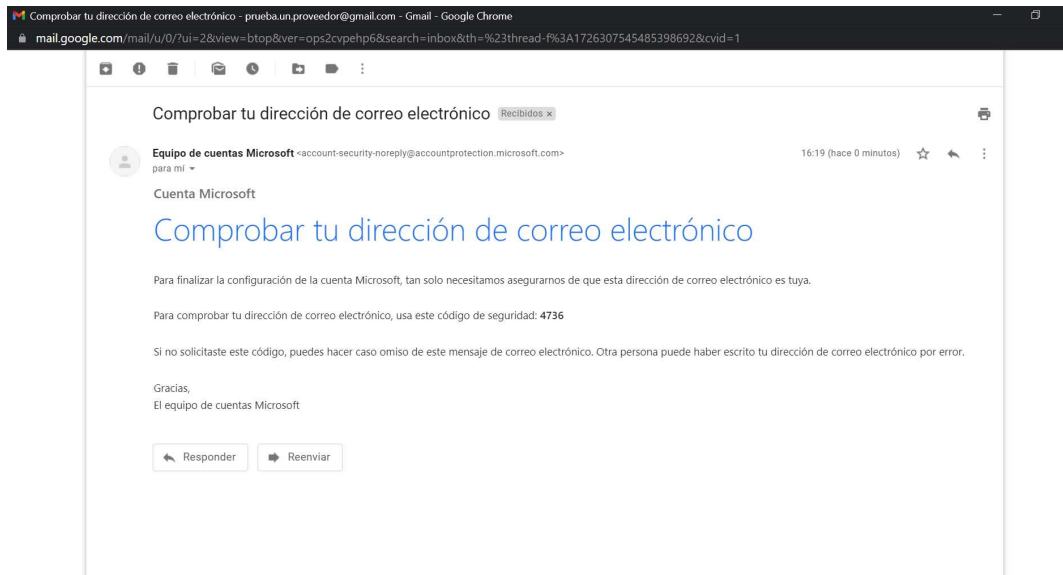 Comprobar tu dirección de correo electrónico - prueba.un.proveedor@gmail.com - Gmail - Google Chrome
mail.google.com/mail/u/0/?ui=2&view=btop&ver=ops2cvpehp6&search=inbox&th=%23thread-f%3A1726307545485398692&cvid=1
Comprobar tu dirección de correo electrónico Recibidos x
Equipo de cuentas Microsoft <account-security-noreply@accountprotection.microsoft.com> 16:19 (hace 0 minutos)
para mí
Cuenta Microsoft
Comprobar tu dirección de correo electrónico
Para finalizar la configuración de la cuenta Microsoft, tan solo necesitamos asegurarnos de que esta dirección de correo electrónico es tuya.
Para comprobar tu dirección de correo electrónico, usa este código de seguridad: 4736
Si no solicitaste este código, puedes hacer caso omiso de este mensaje de correo electrónico. Otra persona puede haber escrito tu dirección de correo electrónico por error.
Gracias,
El equipo de cuentas Microsoft
Responder Reenviar